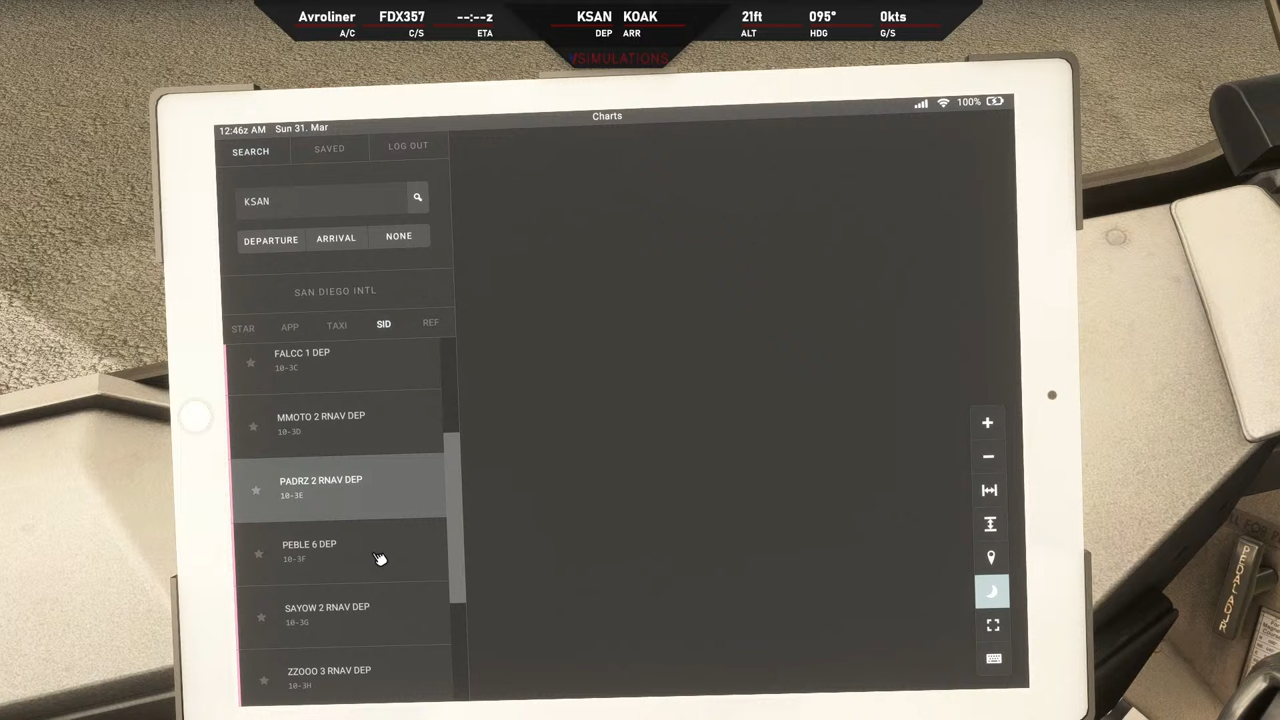 Avroliner FDX357 --:--z KSAN KOAK 21ft 095° 0kts
A/C C/S ETA DEP ARR ALT HDG G/S
VSIMULATIONS
12:46z AM Sun 31. Mar Charts 100%
SEARCH SAVED LOG OUT
KSAN
DEPARTURE ARRIVAL NONE
SAN DIEGO INTL
STAR APP TAXI SID REF
FALCC 1 DEP
10-3C
MMOTO 2 RNAV DEP
10-3D
PADRZ 2 RNAV DEP
10-3E
PEBLE 6 DEP
10-3F
SAYOW 2 RNAV DEP
10-3G
ZZOOO 3 RNAV DEP
10-3H